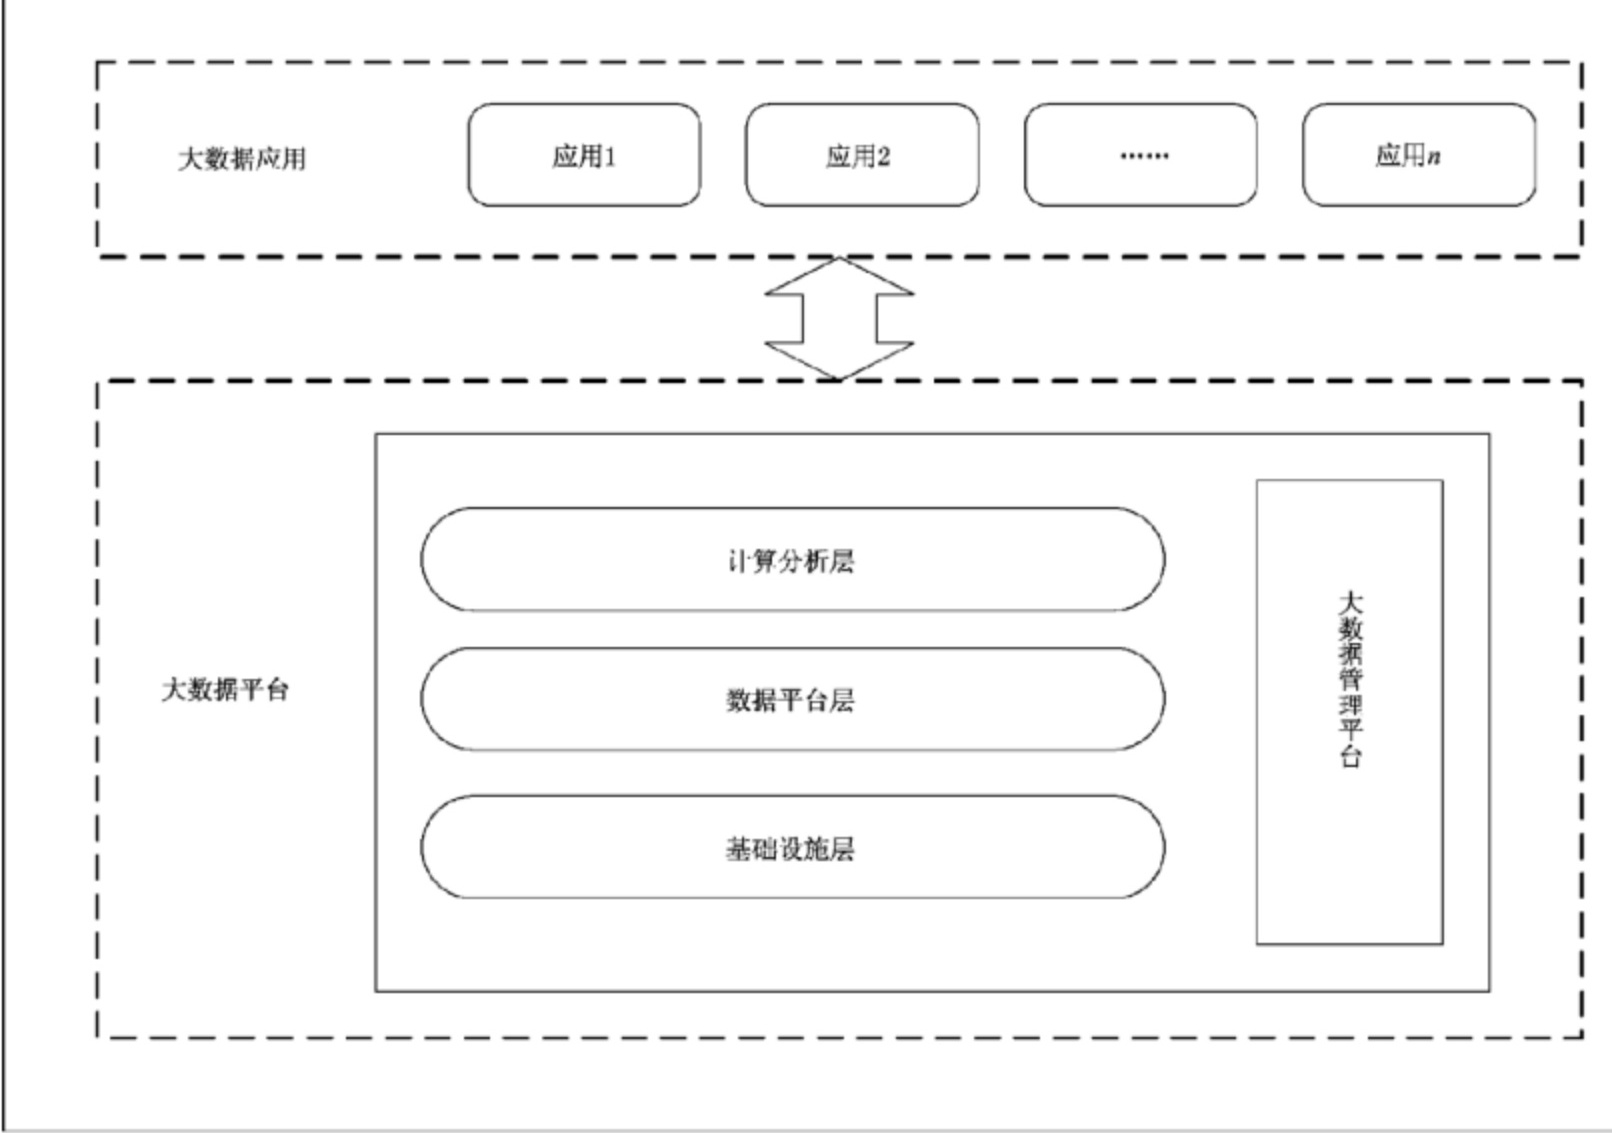 大数据应用
应用1
应用2
……
应用n
计算分析层
大数据平台
数据平台层
基础设施层
大数据管理平台